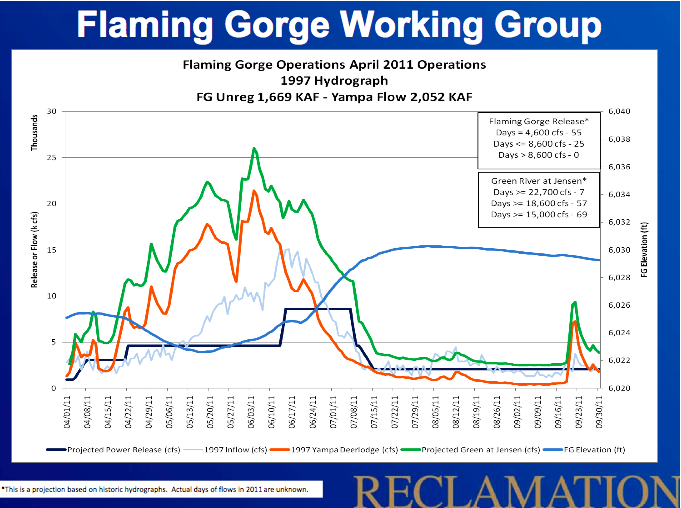 Flaming Gorge Working Group
Flaming Gorge Operations April 2011 Operations
1997 Hydrograph
FG Unreg 1,669 KAF - Yampa Flow 2,052 KAF
Flaming Gorge Release*
Days = 4,600 cfs - 55
Days <= 8,600 cfs - 25
Days > 8,600 cfs - 0
Green River at Jensen*
Days >= 22,700 cfs - 7
Days >= 18,600 cfs - 57
Days >= 15,000 cfs - 69
Thousands
Release or Flow (k cfs)
30
25
20
15
10
5
0
6,040
6,038
6,036
6,034
6,032
6,030
6,028
6,026
6,024
6,022
6,020
FG Elevation (ft)
04/01/11
04/08/11
04/15/11
04/22/11
04/29/11
05/06/11
05/13/11
05/20/11
05/27/11
06/03/11
06/10/11
06/17/11
06/24/11
07/01/11
07/08/11
07/15/11
07/22/11
07/29/11
08/05/11
08/12/11
08/19/11
08/26/11
09/02/11
09/09/11
09/16/11
09/23/11
09/30/11
Projected Power Release (cfs) 1997 Inflow (cfs) 1997 Yampa Deerlodge (cfs) Projected Green at Jensen (cfs) FG Elevation (ft)
*This is a projection based on historic hydrographs. Actual days of flows in 2011 are unknown.
RECLAMATION